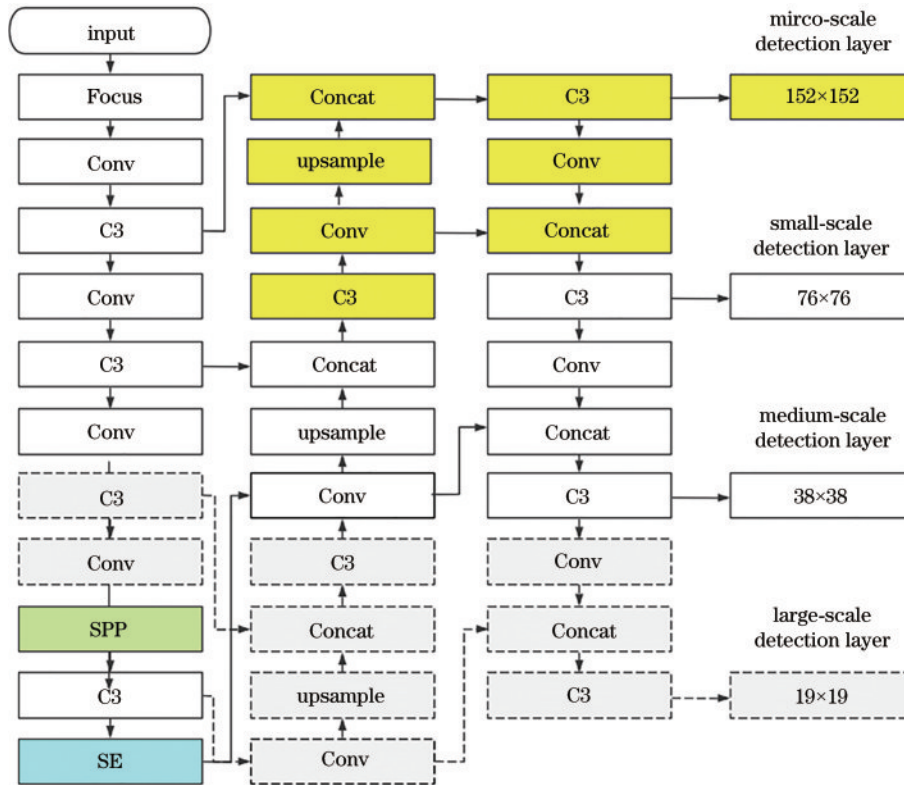 input
Focus
Conv
C3
Conv
C3
Conv
C3
Conv
SPP
C3
SE
Concat
upsample
Conv
C3
Concat
upsample
Conv
C3
Concat
upsample
Conv
C3
Conv
Concat
C3
Conv
Concat
C3
Conv
Concat
C3
mirco-scale
detection layer
152×152
small-scale
detection layer
76×76
medium-scale
detection layer
38×38
large-scale
detection layer
19×19